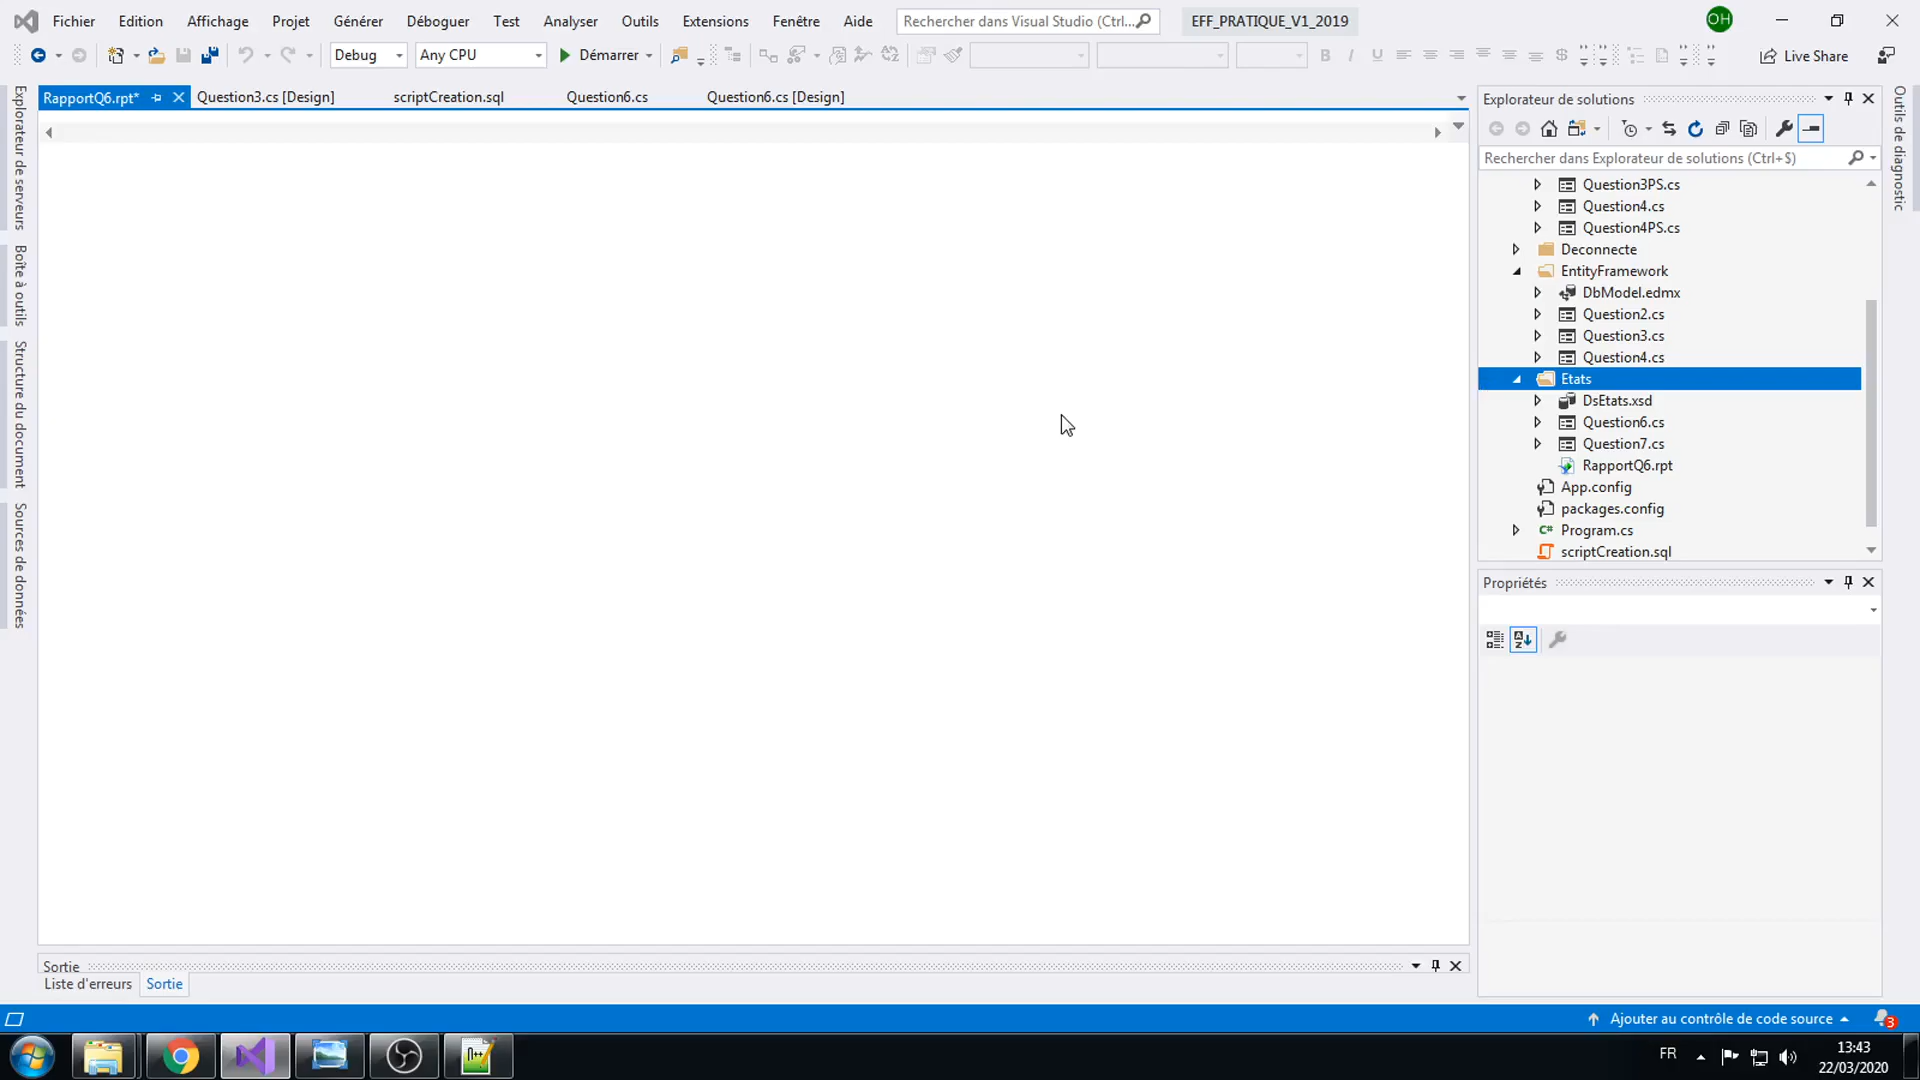 Fichier Edition Affichage Projet Générer Déboguer Test Analyser Outils Extensions Fenêtre Aide Rechercher dans Visual Studio (Ctrl... EFF_PRATIQUE_V1_2019 OH
Debug Any CPU Démarrer Live Share
RapportQ6.rpt* Question3.cs [Design] scriptCreation.sql Question6.cs Question6.cs [Design]
Explorateur de serveurs
Boîte à outils
Structure du document
Sources de données
Explorateur de solutions
Rechercher dans Explorateur de solutions (Ctrl+$)
Question3PS.cs
Question4.cs
Question4PS.cs
Deconnecte
EntityFramework
DbModel.edmx
Question2.cs
Question3.cs
Question4.cs
Etats
DsEtats.xsd
Question6.cs
Question7.cs
RapportQ6.rpt
App.config
packages.config
C# Program.cs
scriptCreation.sql
Propriétés
Outils de diagnostic
Sortie
Liste d'erreurs Sortie
Ajouter au contrôle de code source 3
FR 13:43
22/03/2020